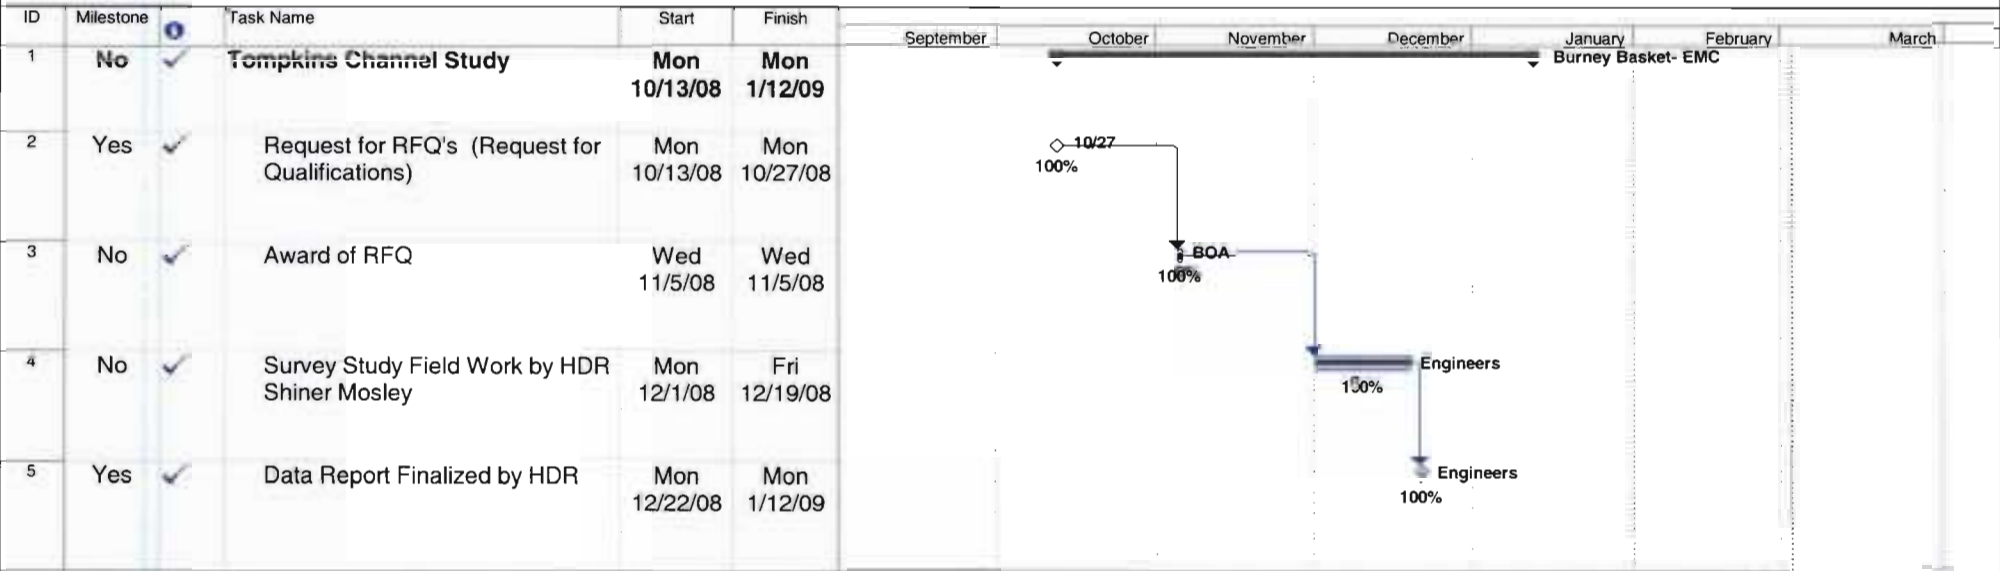 ID Milestone Task Name Start Finish
September October November December January February March
1 No Tompkins Channel Study Mon Mon Burney Basket- EMC
10/13/08 1/12/09
2 Yes Request for RFQ's (Request for Mon Mon 10/27
Qualifications) 10/13/08 10/27/08 100%
3 No Award of RFQ Wed Wed BOA
11/5/08 11/5/08 100%
4 No Survey Study Field Work by HDR Mon Fri Engineers
Shiner Mosley 12/1/08 12/19/08 100%
5 Yes Data Report Finalized by HDR Mon Mon Engineers
12/22/08 1/12/09 100%